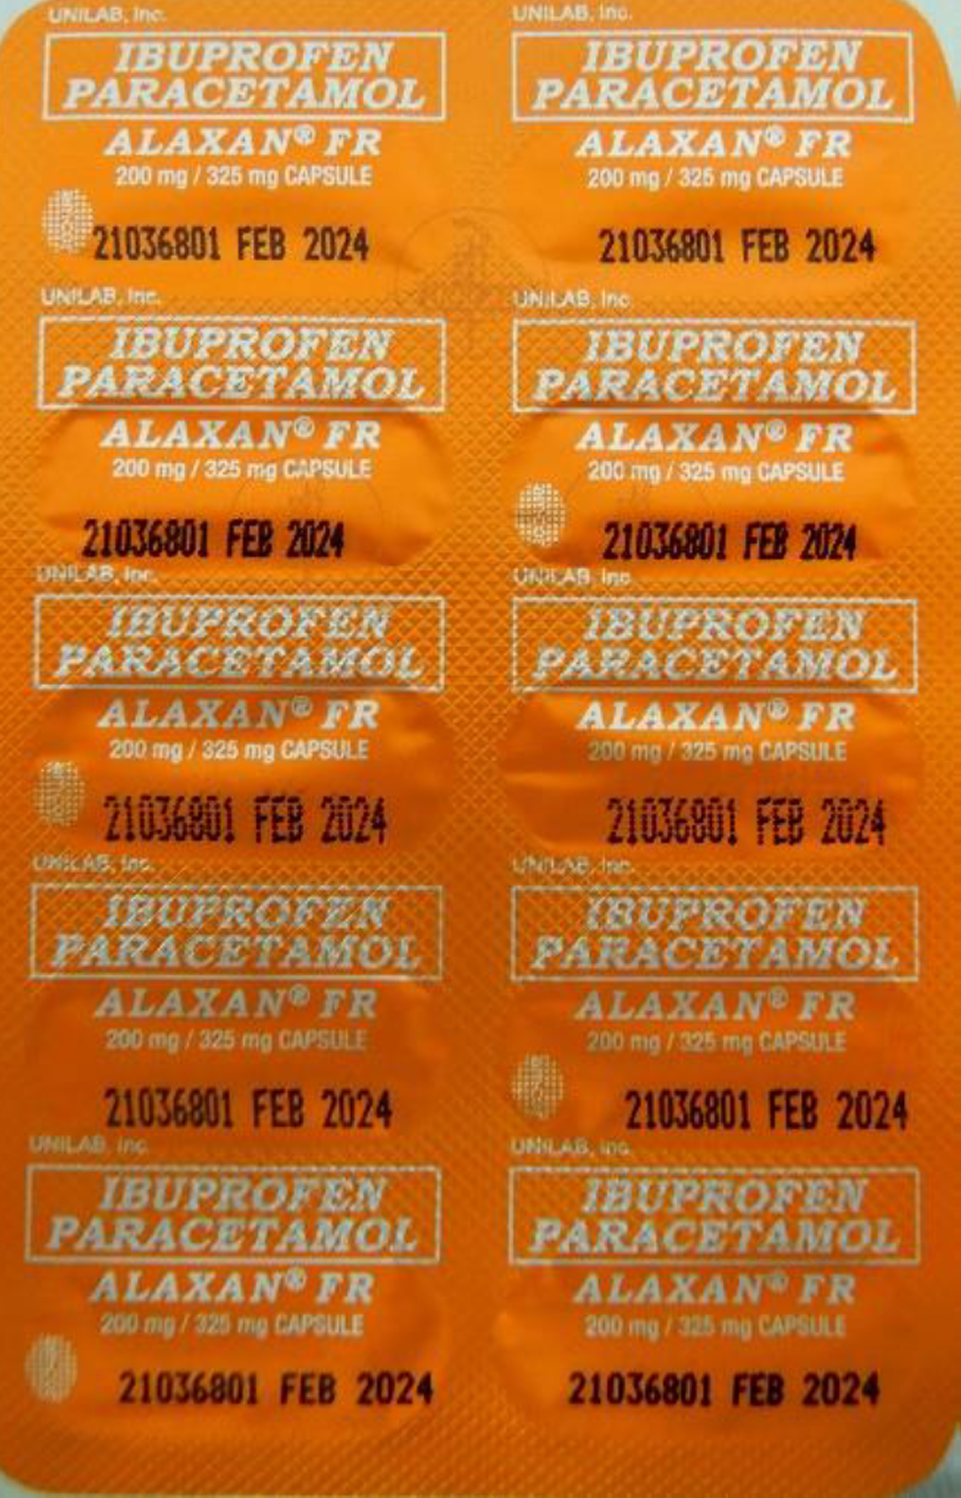 UNILAB, Inc.
IBUPROFEN
PARACETAMOL
ALAXAN® FR
200 mg / 325 mg CAPSULE
21036801 FEB 2024
UNILAB, Inc.
IBUPROFEN
PARACETAMOL
ALAXAN® FR
200 mg / 325 mg CAPSULE
21036801 FEB 2024
UNILAB, Inc.
IBUPROFEN
PARACETAMOL
ALAXAN® FR
200 mg / 325 mg CAPSULE
21036801 FEB 2024
UNILAB, Inc.
IBUPROFEN
PARACETAMOL
ALAXAN® FR
200 mg / 325 mg CAPSULE
21036801 FEB 2024
UNILAB, Inc.
IBUPROFEN
PARACETAMOL
ALAXAN® FR
200 mg / 325 mg CAPSULE
21036801 FEB 2024
UNILAB, Inc.
IBUPROFEN
PARACETAMOL
ALAXAN® FR
200 mg / 325 mg CAPSULE
21036801 FEB 2024
UNILAB, Inc.
IBUPROFEN
PARACETAMOL
ALAXAN® FR
200 mg / 325 mg CAPSULE
21036801 FEB 2024
UNILAB, Inc.
IBUPROFEN
PARACETAMOL
ALAXAN® FR
200 mg / 325 mg CAPSULE
21036801 FEB 2024
UNILAB, Inc.
IBUPROFEN
PARACETAMOL
ALAXAN® FR
200 mg / 325 mg CAPSULE
21036801 FEB 2024
UNILAB, Inc.
IBUPROFEN
PARACETAMOL
ALAXAN® FR
200 mg / 325 mg CAPSULE
21036801 FEB 2024